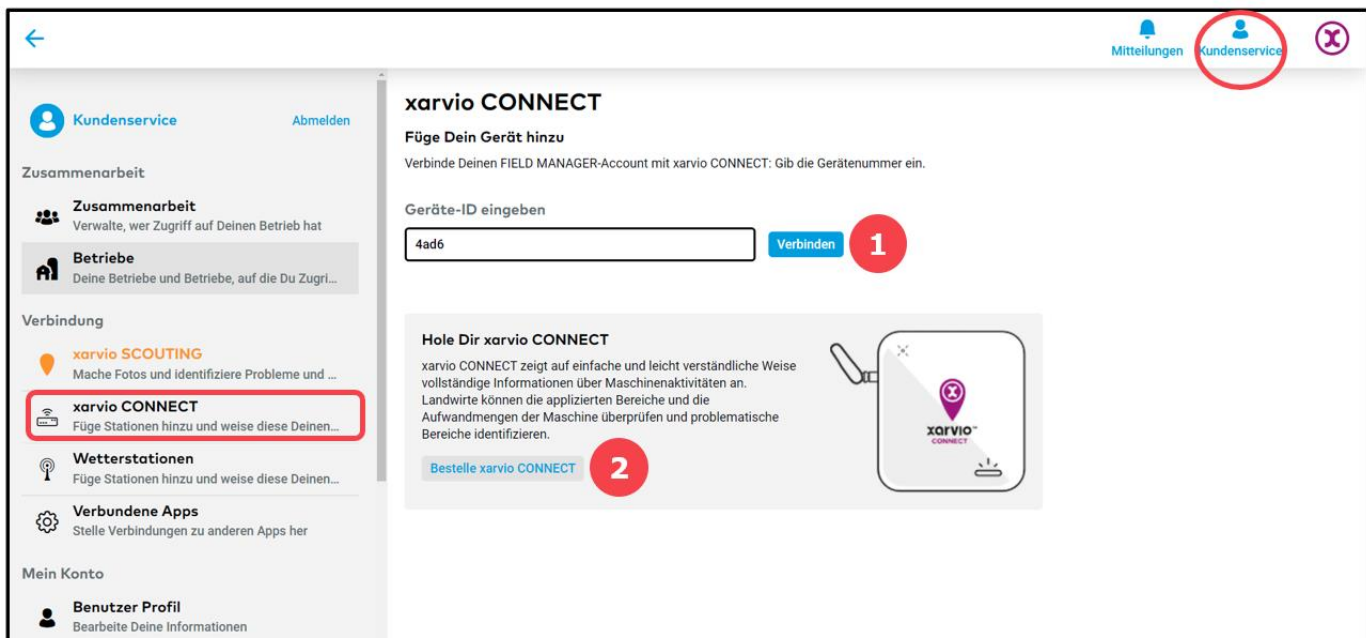 Mitteilungen
Kundenservice
Kundenservice
Abmelden
Zusammenarbeit
Zusammenarbeit
Verwalte, wer Zugriff auf Deinen Betrieb hat
Betriebe
Deine Betriebe und Betriebe, auf die Du Zugri...
Verbindung
xarvio SCOUTING
Mache Fotos und identifiziere Probleme und ...
xarvio CONNECT
Füge Stationen hinzu und weise diese Deinen...
Wetterstationen
Füge Stationen hinzu und weise diese Deinen...
Verbundene Apps
Stelle Verbindungen zu anderen Apps her
Mein Konto
Benutzer Profil
Bearbeite Deine Informationen
xarvio CONNECT
Füge Dein Gerät hinzu
Verbinde Deinen FIELD MANAGER-Account mit xarvio CONNECT: Gib die Gerätenummer ein.
Geräte-ID eingeben
4ad6
Verbinden
1
Hole Dir xarvio CONNECT
xarvio CONNECT zeigt auf einfache und leicht verständliche Weise
vollständige Informationen über Maschinenaktivitäten an.
Landwirte können die applizierten Bereiche und die
Aufwandmengen der Maschine überprüfen und problematische
Bereiche identifizieren.
Bestelle xarvio CONNECT
2
xarvio™
CONNECT